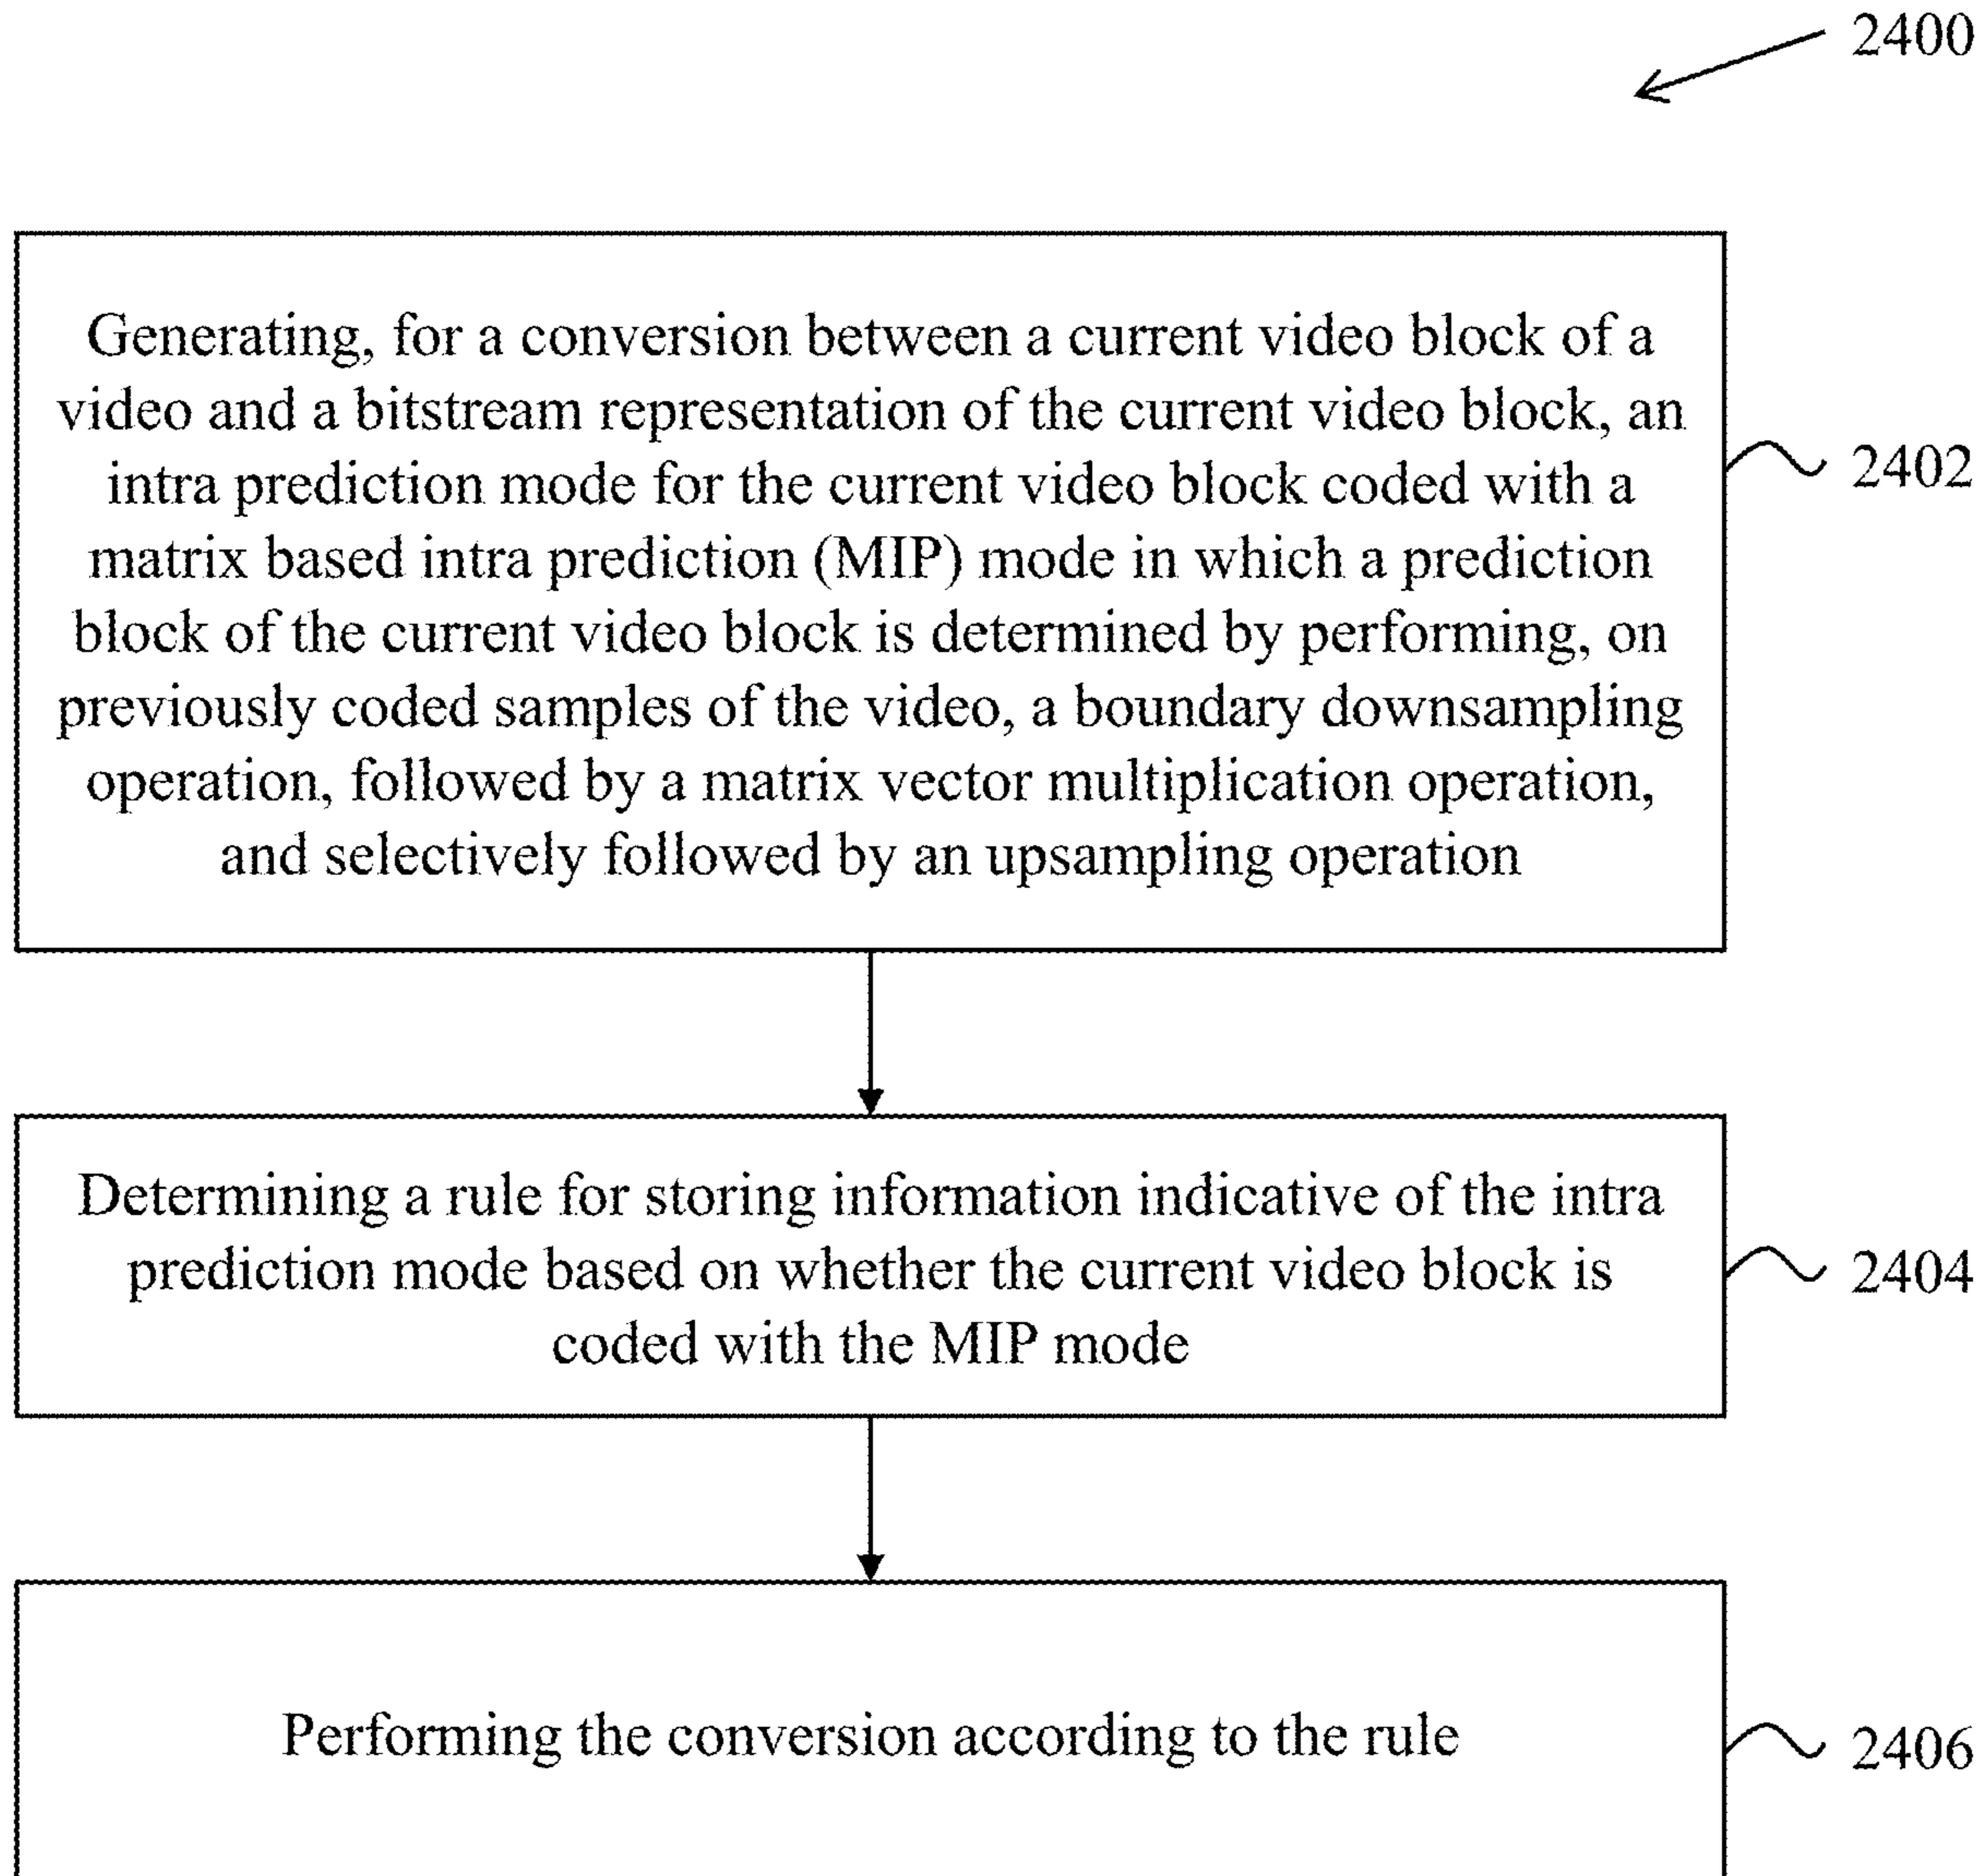 2400
Generating, for a conversion between a current video block of a
video and a bitstream representation of the current video block, an
intra prediction mode for the current video block coded with a
matrix based intra prediction (MIP) mode in which a prediction
block of the current video block is determined by performing, on
previously coded samples of the video, a boundary downsampling
operation, followed by a matrix vector multiplication operation,
and selectively followed by an upsampling operation
2402
Determining a rule for storing information indicative of the intra
prediction mode based on whether the current video block is
coded with the MIP mode
2404
Performing the conversion according to the rule
2406